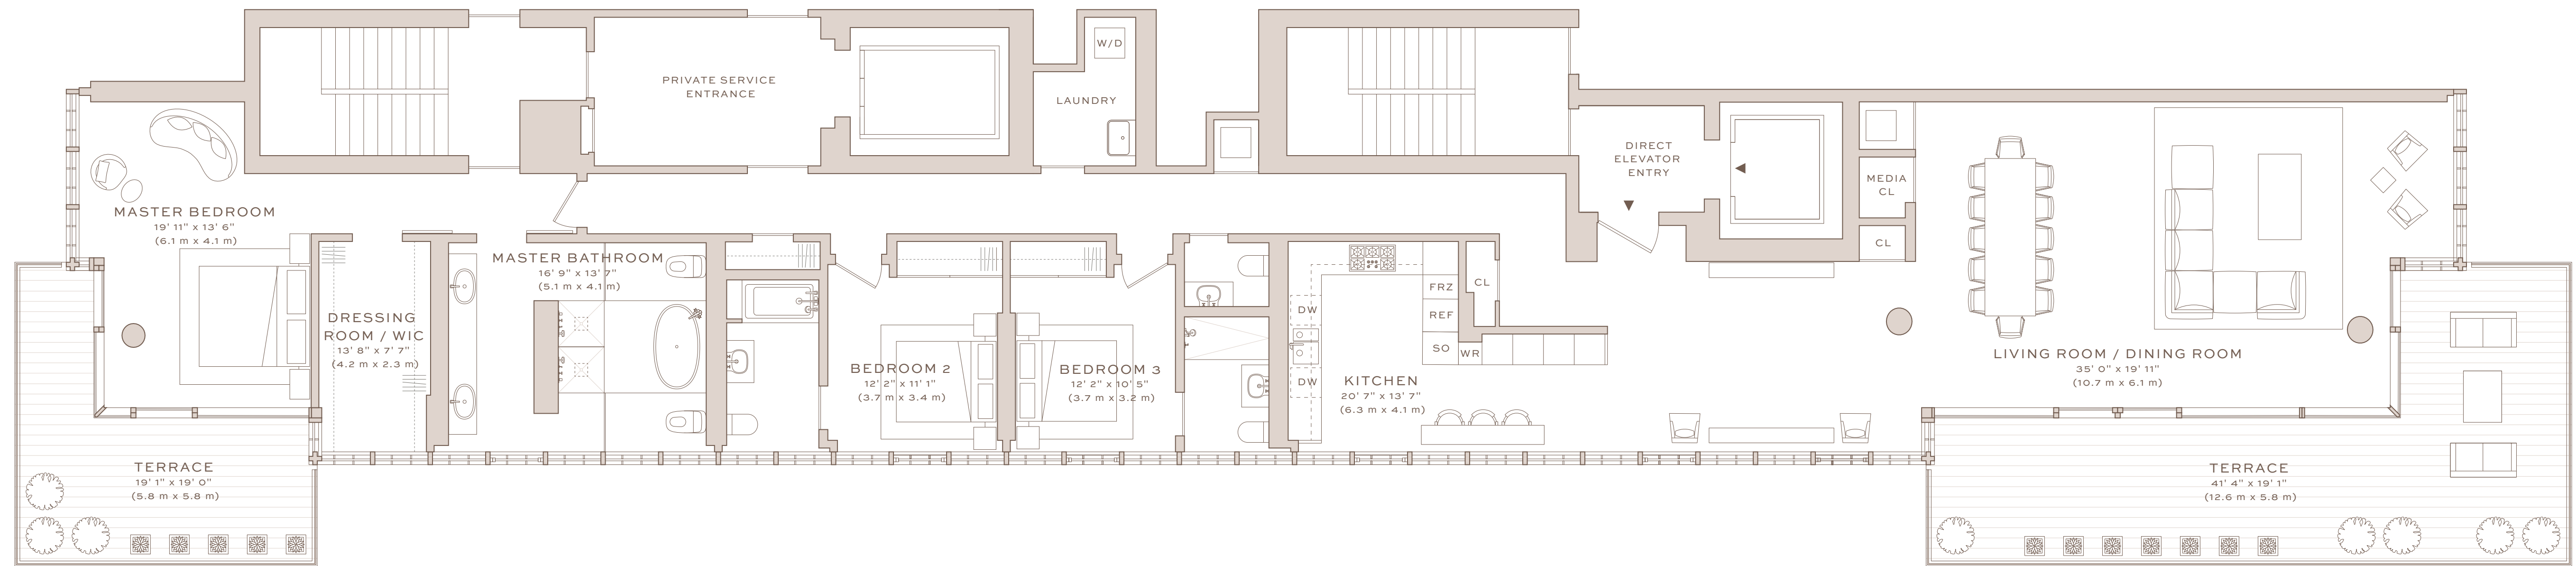 MASTER BEDROOM
19' 11" x 13' 6"
(6.1 m x 4.1 m)
TERRACE
19' 1" x 19' 0"
(5.8 m x 5.8 m)
DRESSING
ROOM / WIC
13' 8" x 7' 7"
(4.2 m x 2.3 m)
MASTER BATHROOM
16' 9" x 13' 7"
(5.1 m x 4.1 m)
PRIVATE SERVICE
ENTRANCE
W/D
LAUNDRY
BEDROOM 2
12' 2" x 11' 1"
(3.7 m x 3.4 m)
BEDROOM 3
12' 2" x 10' 5"
(3.7 m x 3.2 m)
DW
DW
KITCHEN
20' 7" x 13' 7"
(6.3 m x 4.1 m)
FRZ
REF
SO
WR
CL
DIRECT
ELEVATOR
ENTRY
MEDIA
CL
CL
LIVING ROOM / DINING ROOM
35' 0" x 19' 11"
(10.7 m x 6.1 m)
TERRACE
41' 4" x 19' 1"
(12.6 m x 5.8 m)